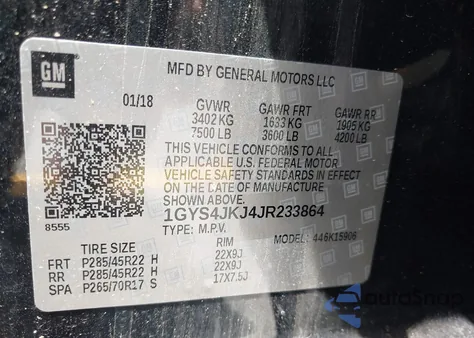 GM
MFD BY GENERAL MOTORS LLC
01/18 GVWR GAWR FRT GAWR RR
3402 KG 1633 KG 1905 KG
7500 LB 3600 LB 4200 LB
THIS VEHICLE CONFORMS TO ALL
APPLICABLE U.S. FEDERAL MOTOR
VEHICLE SAFETY STANDARDS IN EFFECT
ON THE DATE OF MANUFACTURE
SHOWN ABOVE.
1GYS4JKJ4JR233864
8555
TYPE: M.P.V. MODEL: 446K15906
TIRE SIZE RIM
FRT P285/45R22 H 22X9J
RR P285/45R22 H 22X9J
SPA P265/70R17 S 17X7.5J
autoSnap